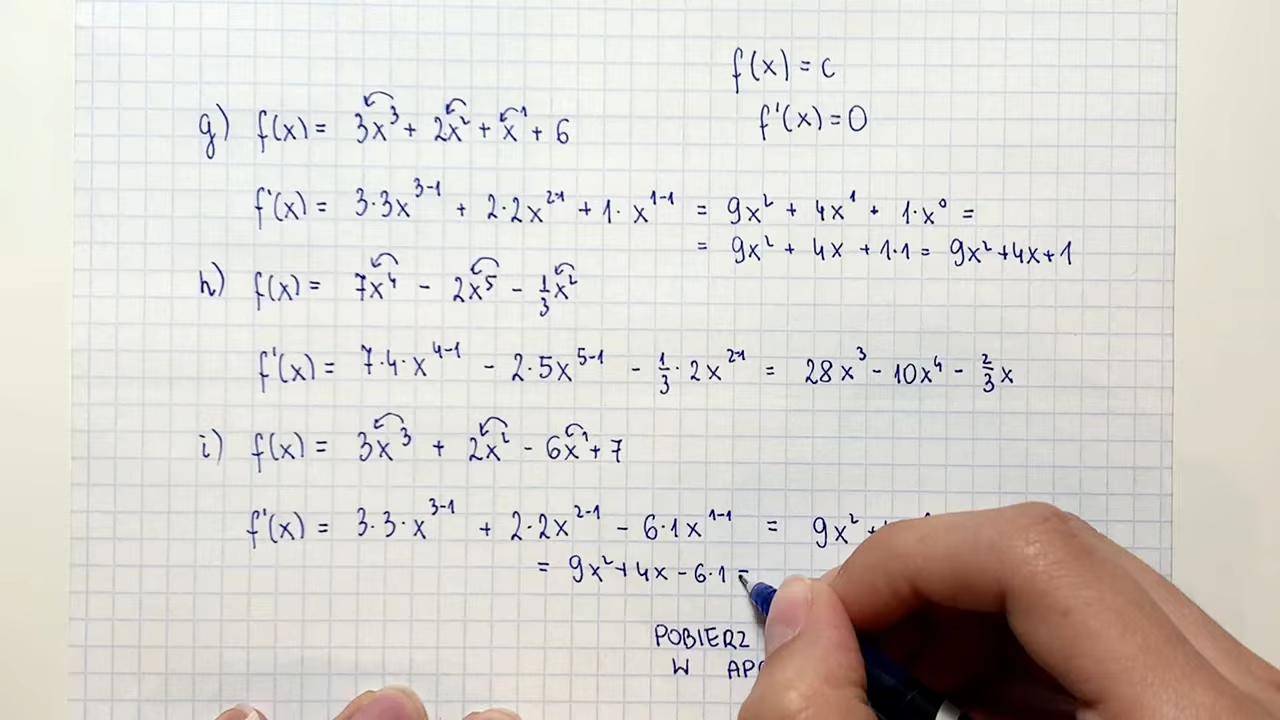 f(x) = c
f'(x) = 0
g) f(x) = 3x³ + 2x² + x¹ + 6
f'(x) = 3·3x³⁻¹ + 2·2x²⁻¹ + 1·x¹⁻¹ = 9x² + 4x¹ + 1·x⁰ =
= 9x² + 4x + 1·1 = 9x² + 4x + 1
h) f(x) = 7x⁴ - 2x⁵ - 1/3x²
f'(x) = 7·4·x⁴⁻¹ - 2·5x⁵⁻¹ - 1/3·2x²⁻¹ = 28x³ - 10x⁴ - 2/3x
i) f(x) = 3x³ + 2x² - 6x¹ + 7
f'(x) = 3·3·x³⁻¹ + 2·2x²⁻¹ - 6·1x¹⁻¹ = 9x² +
= 9x² + 4x - 6·1 =
POBIERZ
W